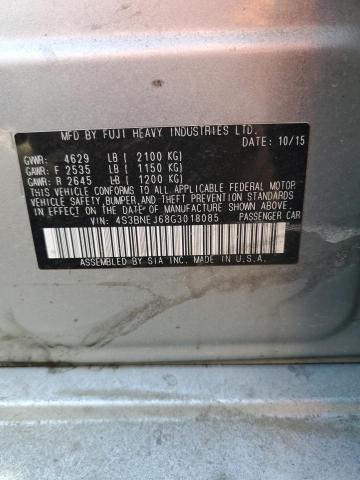 MFD BY FUJI HEAVY INDUSTRIES LTD.
DATE: 10/15
GVWR: 4629 LB ( 2100 KG)
GAWR: F 2535 LB ( 1150 KG)
GAWR: R 2645 LB ( 1200 KG)
THIS VEHICLE CONFORMS TO ALL APPLICABLE FEDERAL MOTOR
VEHICLE SAFETY,BUMPER,AND THEFT PREVENTION STANDARDS
IN EFFECT ON THE DATE OF MANUFACTURE SHOWN ABOVE.
VIN: 4S3BNEJ68G3018085 PASSENGER CAR
ASSEMBLED BY SIA INC. MADE IN U.S.A.